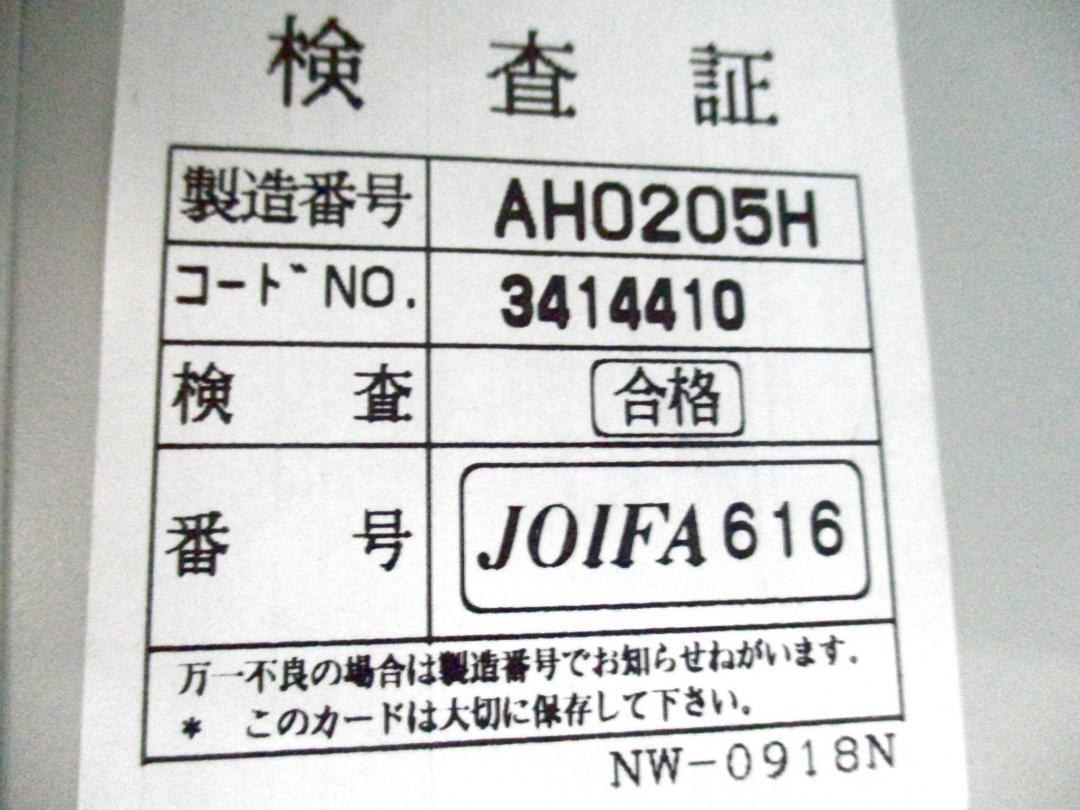 検査証
製造番号 AH0205H
コードNO. 3414410
検査 合格
番号 JOIFA616
万一不良の場合は製造番号でお知らせねがいます.
* このカードは大切に保存して下さい.
NW-0918N